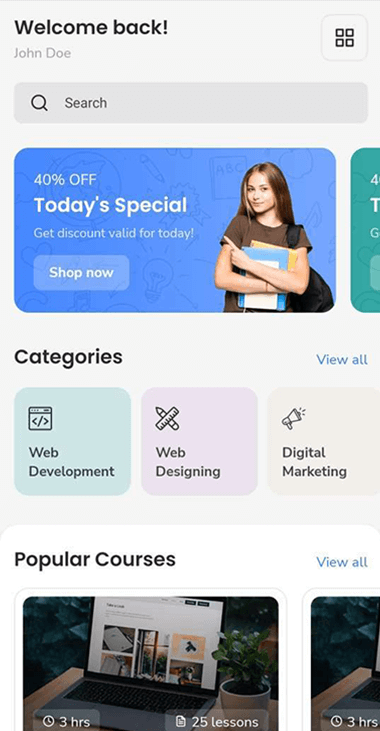 Welcome back!
John Doe
Search
40% OFF
Today's Special
Get discount valid for today!
Shop now
4
T
G
Categories
View all
Web
Development
Web
Designing
Digital
Marketing
Popular Courses
View all
3 hrs
25 lessons
3 hrs